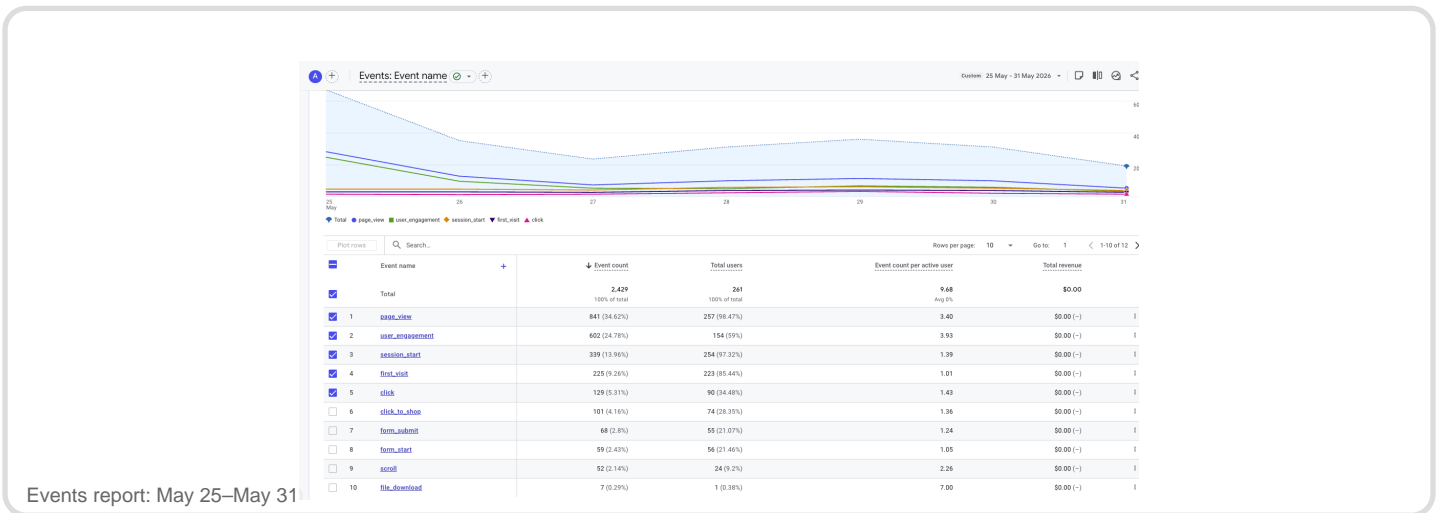 A Events: Event name Custom 25 May - 31 May 2026
60
40
20
25 26 27 28 29 30 31
May
Total page_view user_engagement session_start first_visit click
Plot rows Search… Rows per page: 10 Go to: 1 1-10 of 12
Event name + Event count Total users Event count per active user Total revenue
Total 2,429 261 9.68 $0.00
100% of total 100% of total Avg 0%
1 page_view 841 (34.62%) 257 (98.47%) 3.40 $0.00 (–)
2 user_engagement 602 (24.78%) 154 (59%) 3.93 $0.00 (–)
3 session_start 339 (13.96%) 254 (97.32%) 1.39 $0.00 (–)
4 first_visit 225 (9.26%) 223 (85.44%) 1.01 $0.00 (–)
5 click 129 (5.31%) 90 (34.48%) 1.43 $0.00 (–)
6 click_to_shop 101 (4.16%) 74 (28.35%) 1.36 $0.00 (–)
7 form_submit 68 (2.8%) 55 (21.07%) 1.24 $0.00 (–)
8 form_start 59 (2.43%) 56 (21.46%) 1.05 $0.00 (–)
9 scroll 52 (2.14%) 24 (9.2%) 2.26 $0.00 (–)
10 file_download 7 (0.29%) 1 (0.38%) 7.00 $0.00 (–)
Events report: May 25–May 31